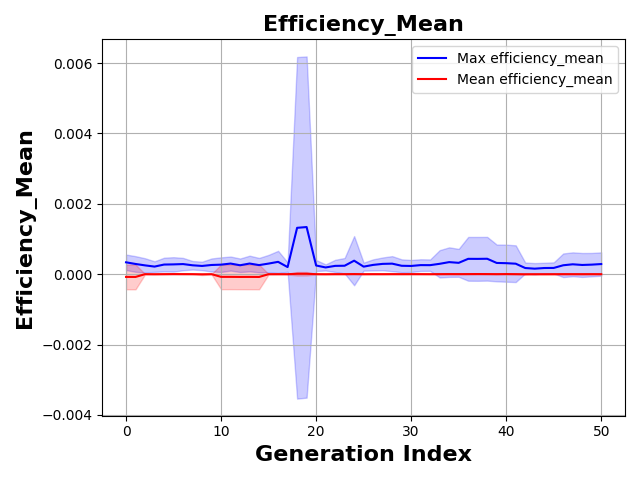 Efficiency_Mean
Max efficiency_mean
Mean efficiency_mean
Efficiency_Mean
0.006
0.004
0.002
0.000
−0.002
−0.004
0 10 20 30 40 50
Generation Index